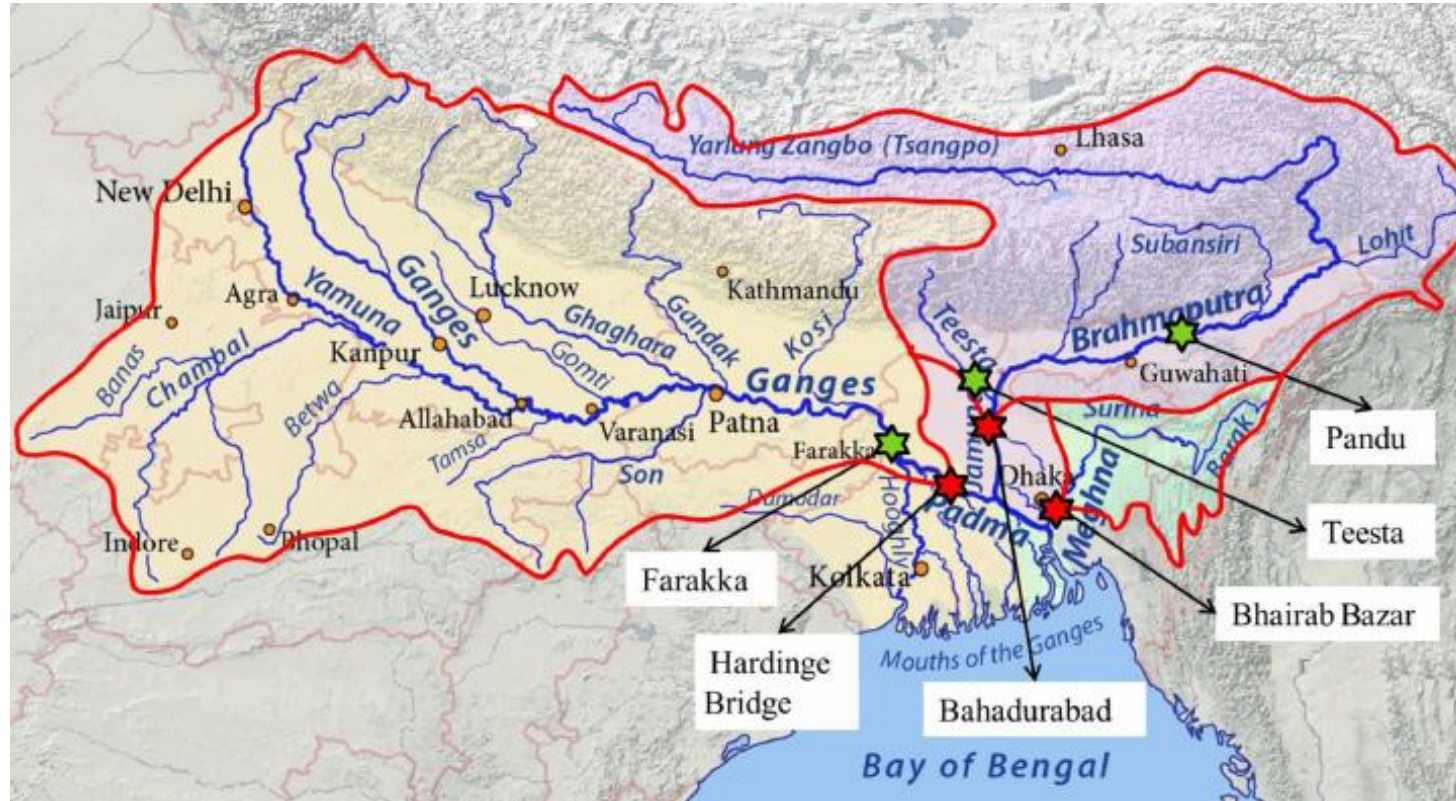 Yarlung Zangbo (Tsangpo)
Lhasa
New Delhi
Subansiri
Lohit
Agra
Yamuna
Ganges
Lucknow
Kathmandu
Jaipur
Ghaghara
Gandak
Kosi
Teesta
Brahmaputra
Banas
Chambal
Kanpur
Gomti
Guwahati
Betwa
Allahabad
Varanasi
Patna
Ganges
Surma
Barak
Pandu
Tamsa
Son
Farakka
Jamuna
Dhaka
Damodar
Hooghly
Padma
Meghna
Teesta
Indore
Bhopal
Farakka
Kolkata
Bhairab Bazar
Mouths of the Ganges
Hardinge
Bridge
Bahadurabad
Bay of Bengal